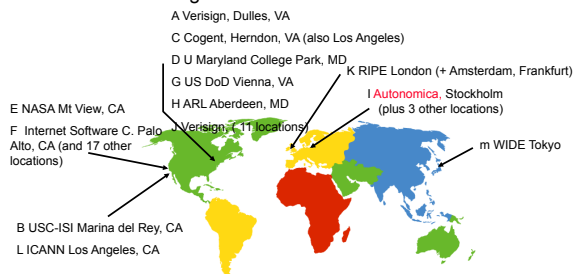 A Verisign, Dulles, VA
C Cogent, Herndon, VA (also Los Angeles)
D U Maryland College Park, MD
G US DoD Vienna, VA
H ARL Aberdeen, MD
J Verisign, ( 11 locations)
K RIPE London (+ Amsterdam, Frankfurt)
I Autonomica, Stockholm
(plus 3 other locations)
E NASA Mt View, CA
F Internet Software C. Palo
Alto, CA (and 17 other
locations)
m WIDE Tokyo
B USC-ISI Marina del Rey, CA
L ICANN Los Angeles, CA